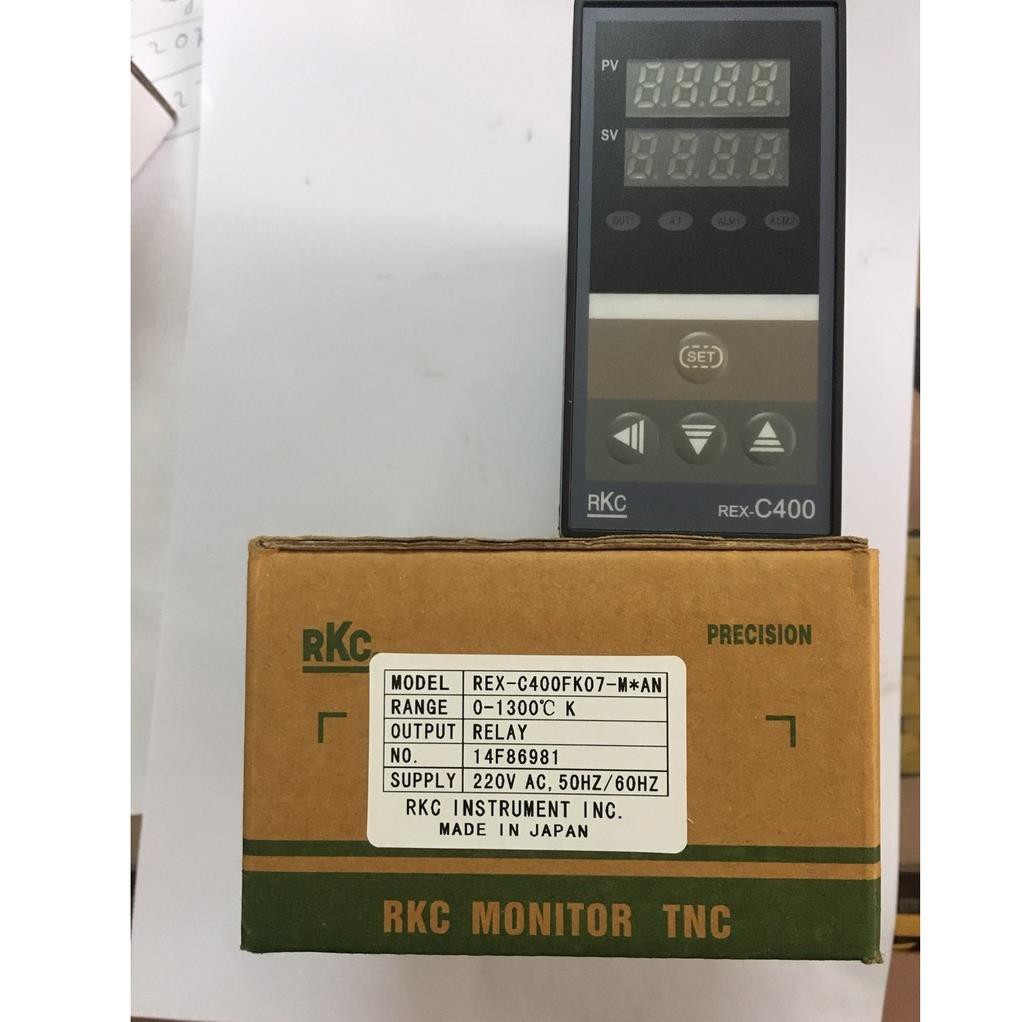 PV
SV
OUT1 AT ALM1 ALM2
SET
RKC REX-C400
RKC PRECISION
MODEL REX-C400FK07-M*AN
RANGE 0-1300℃ K
OUTPUT RELAY
NO. 14F86981
SUPPLY 220V AC, 50HZ/60HZ
RKC INSTRUMENT INC.
MADE IN JAPAN
RKC MONITOR TNC